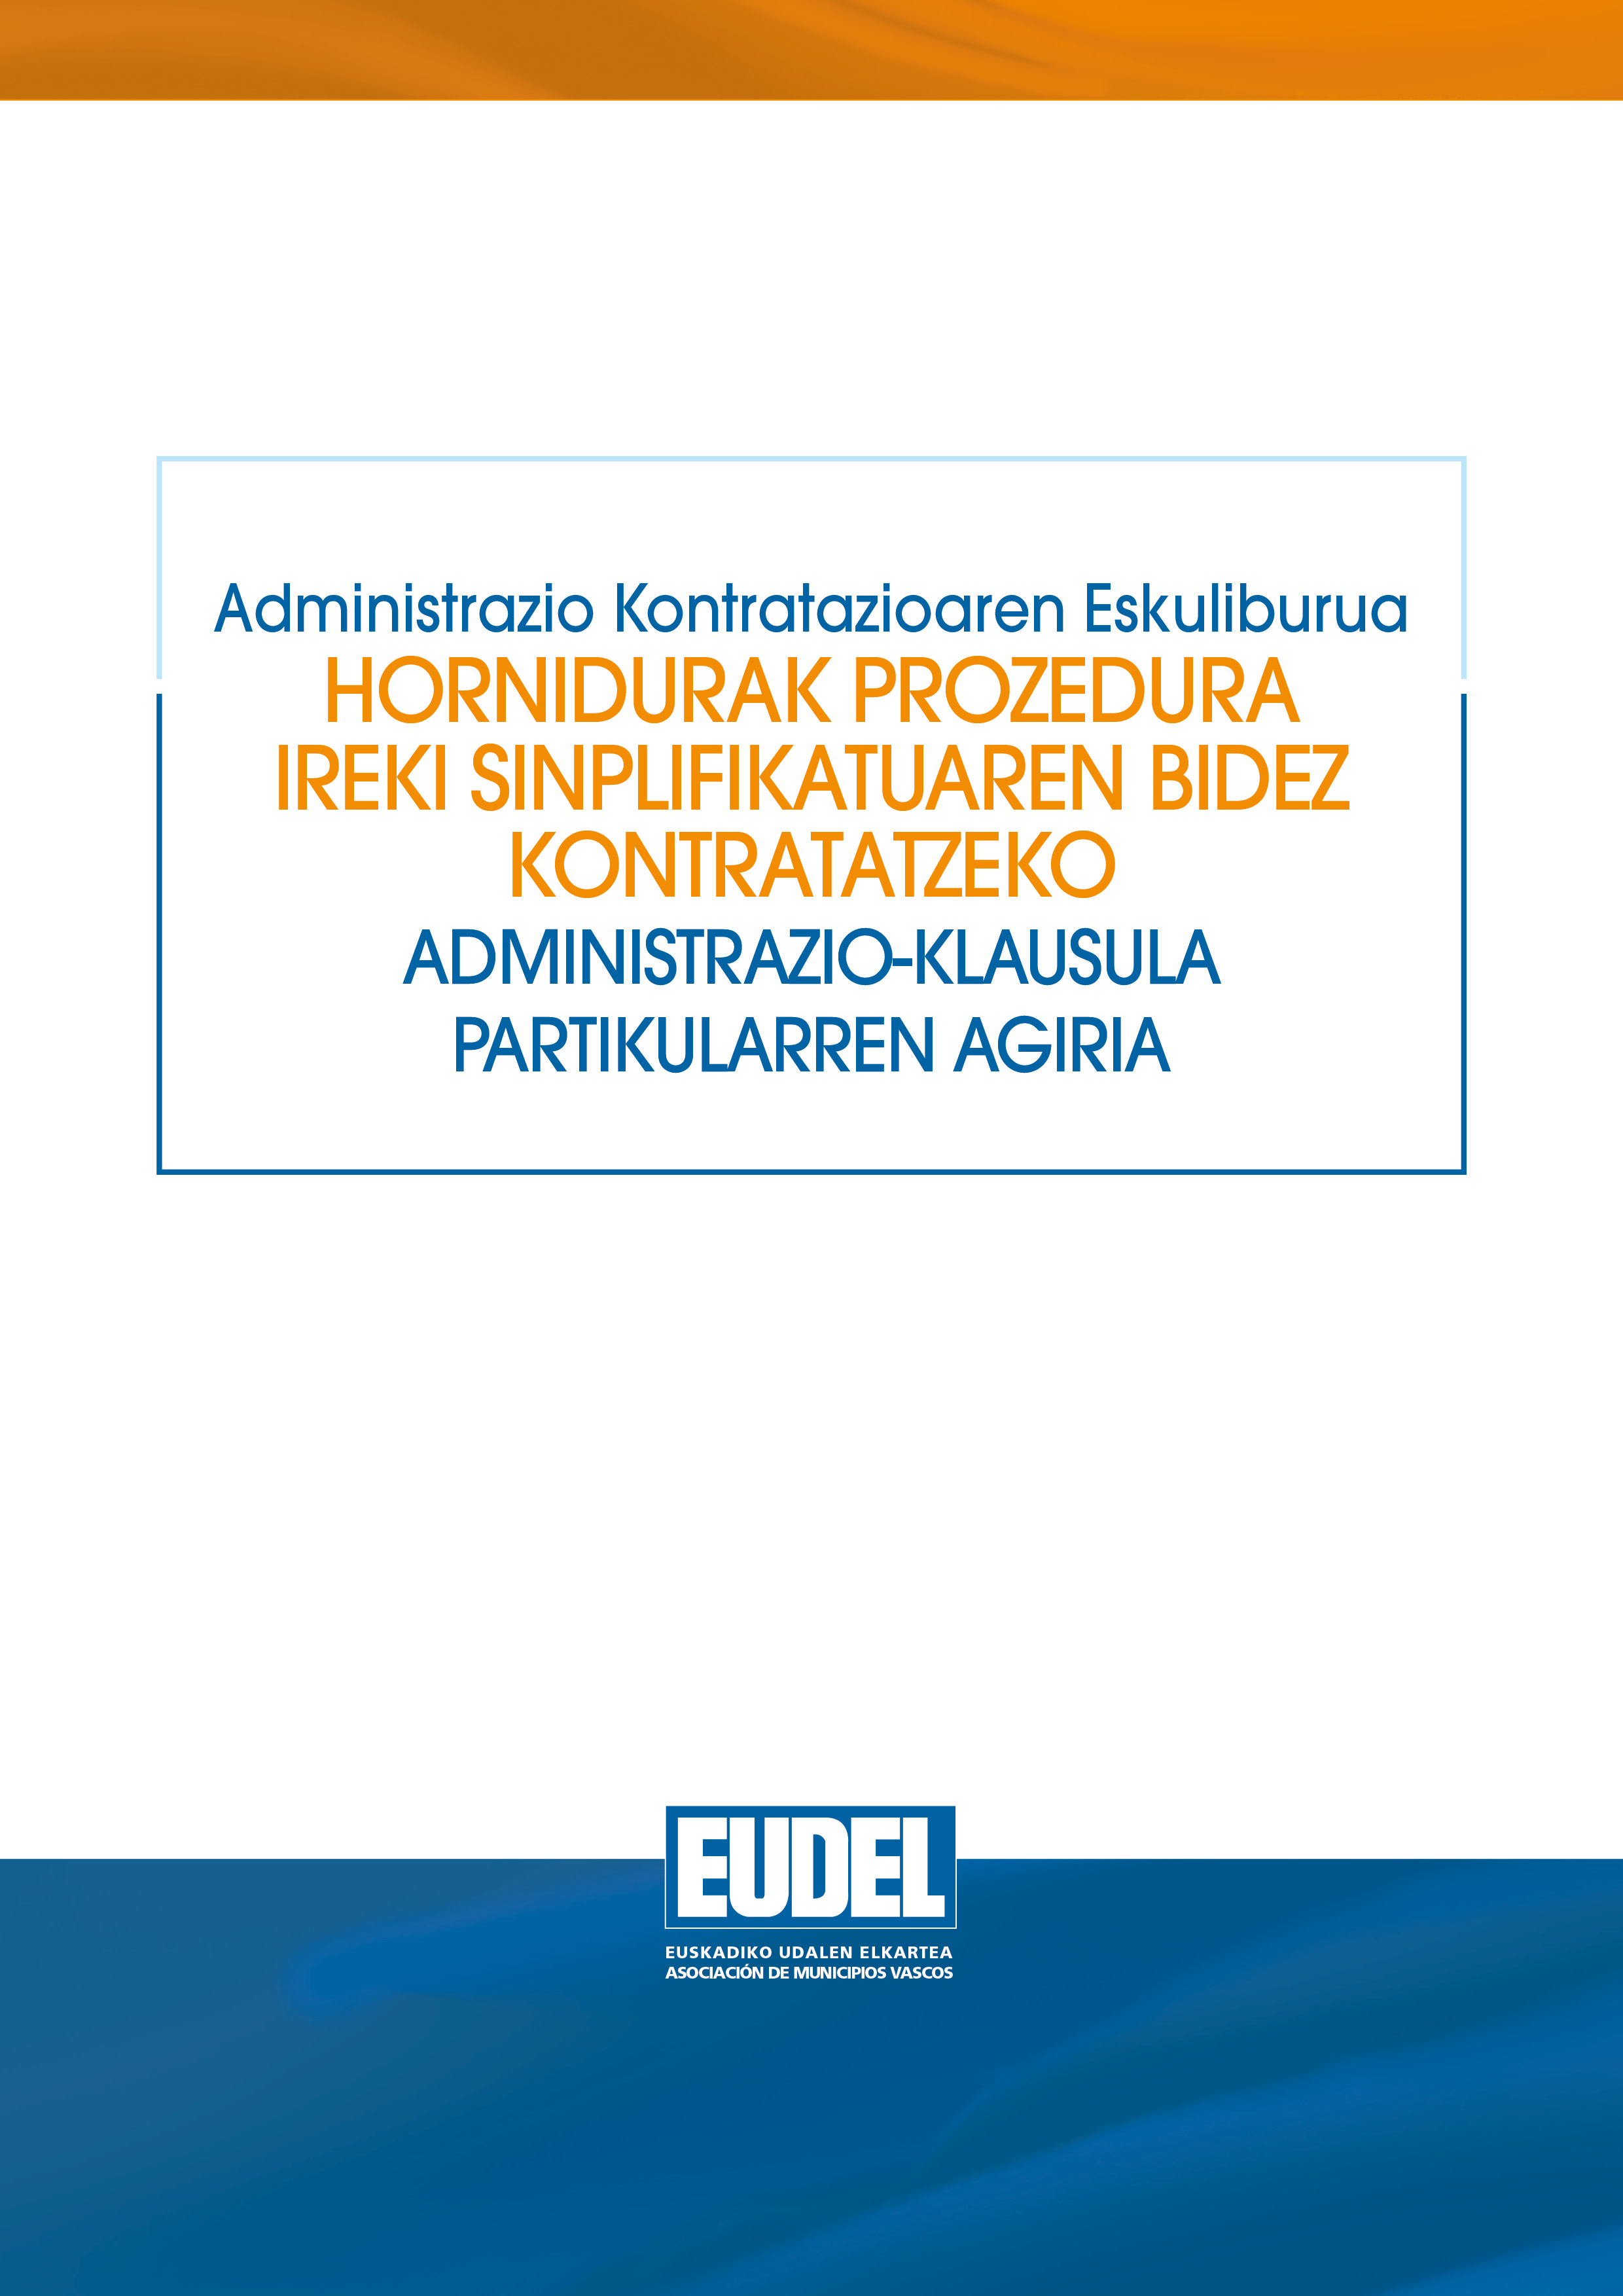 Administrazio Kontratazioaren Eskuliburua
HORNIDURAK PROZEDURA
IREKI SINPLIFIKATUAREN BIDEZ
KONTRATATZEKO
ADMINISTRAZIO-KLAUSULA
PARTIKULARREN AGIRIA
EUDEL
EUSKADIKO UDALEN ELKARTEA
ASOCIACIÓN DE MUNICIPIOS VASCOS